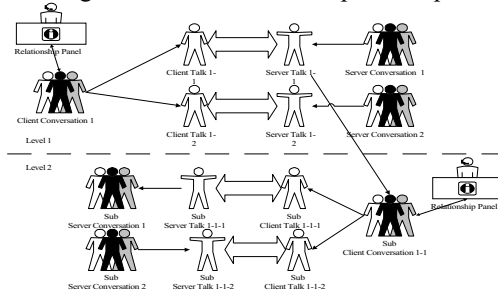 Relationship Panel
Client Talk 1-
1
Server Talk 1-
1
Server Conversation 1
Client Conversation 1
Client Talk 1-
2
Server Talk 1-
2
Server Conversation 2
Level 1
Level 2
Sub
Server Conversation 1
Sub
Server Talk 1-1-1
Sub
Client Talk 1-1-1
Relationship Panel
Sub
Client Conversation 1-1
Sub
Server Conversation 2
Sub
Server Talk 1-1-2
Sub
Client Talk 1-1-2